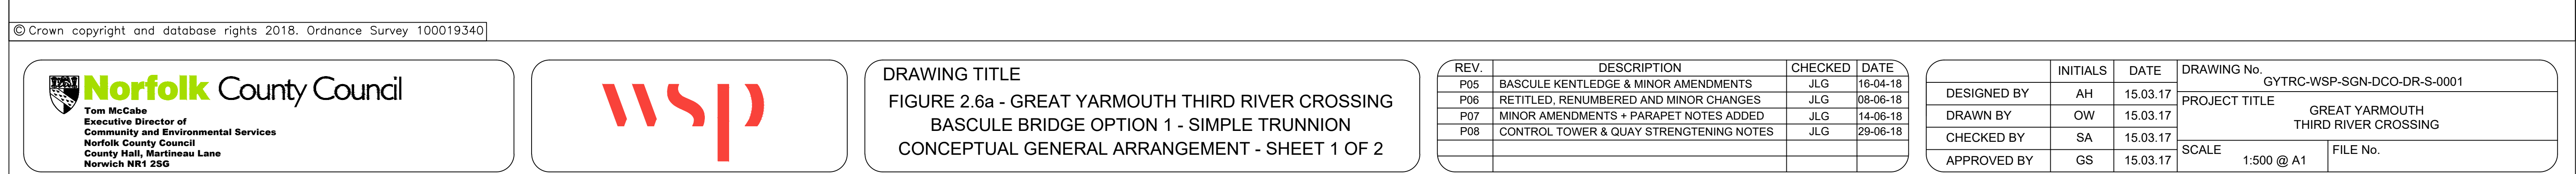 © Crown copyright and database rights 2018. Ordnance Survey 100019340
Norfolk County Council
Tom McCabe
Executive Director of
Community and Environmental Services
Norfolk County Council
County Hall, Martineau Lane
Norwich NR1 2SG
wsp
DRAWING TITLE
FIGURE 2.6a - GREAT YARMOUTH THIRD RIVER CROSSING
BASCULE BRIDGE OPTION 1 - SIMPLE TRUNNION
CONCEPTUAL GENERAL ARRANGEMENT - SHEET 1 OF 2
REV. DESCRIPTION CHECKED DATE
P05 BASCULE KENTLEDGE & MINOR AMENDMENTS JLG 16-04-18
P06 RETITLED, RENUMBERED AND MINOR CHANGES JLG 08-06-18
P07 MINOR AMENDMENTS + PARAPET NOTES ADDED JLG 14-06-18
P08 CONTROL TOWER & QUAY STRENGTENING NOTES JLG 29-06-18
INITIALS DATE
DESIGNED BY AH 15.03.17
DRAWN BY OW 15.03.17
CHECKED BY SA 15.03.17
APPROVED BY GS 15.03.17
DRAWING No.
GYTRC-WSP-SGN-DCO-DR-S-0001
PROJECT TITLE
GREAT YARMOUTH
THIRD RIVER CROSSING
SCALE
1:500 @ A1
FILE No.